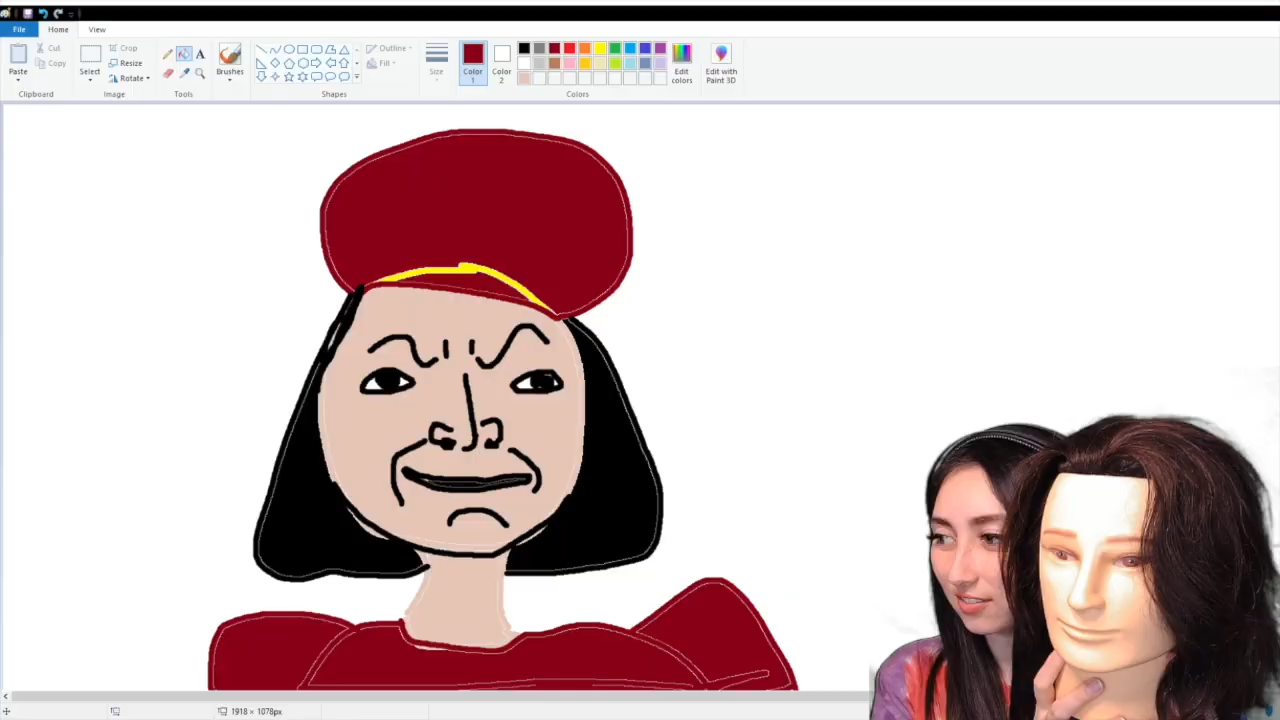 File Home View
Paste
Cut
Copy
Clipboard
Select
Crop
Resize
Rotate
Image
A
Tools
Brushes
Shapes
Outline
Fill
Size
Color
1
Color
2
Colors
Edit
colors
Edit with
Paint 3D
1918 × 1078px